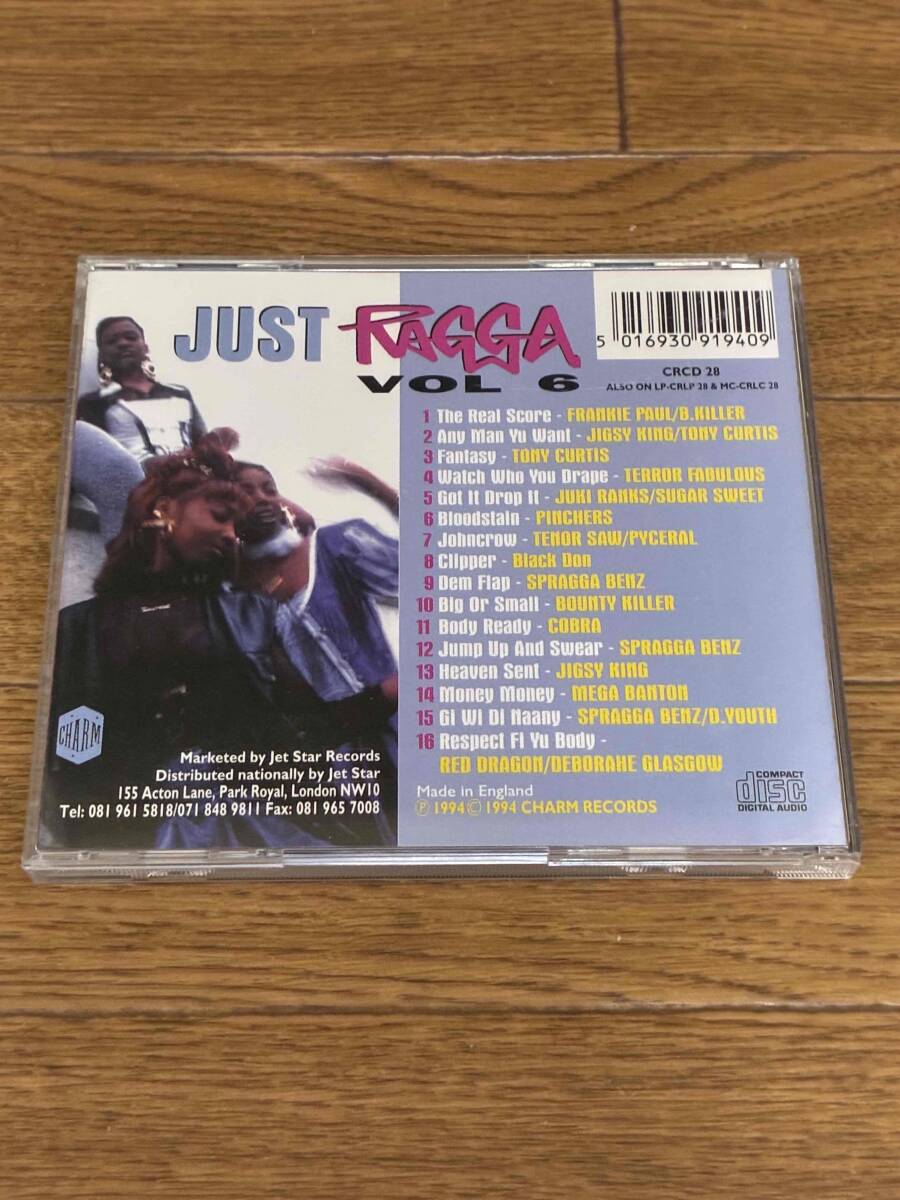 JUST RAGGA
VOL 6
5 016930 919409
CRCD 28
ALSO ON LP-CRLP 28 & MC-CRLC 28
1 The Real Score - FRANKIE PAUL/B.KILLER
2 Any Man Yu Want - JIGSY KING/TONY CURTIS
3 Fantasy - TONY CURTIS
4 Watch Who You Drape - TERROR FABULOUS
5 Got It Drop It - JUKI RANKS/SUGAR SWEET
6 Bloodstain - PINCHERS
7 Johncrow - TENOR SAW/PYCERAL
8 Clipper - Black Don
9 Dem Flap - SPRAGGA BENZ
10 Big Or Small - BOUNTY KILLER
11 Body Ready - COBRA
12 Jump Up And Swear - SPRAGGA BENZ
13 Heaven Sent - JIGSY KING
14 Money Money - MEGA BANTON
15 Gi Wi Di Naany - SPRAGGA BENZ/D.YOUTH
16 Respect Fi Yu Body -
RED DRAGON/DEBORAHE GLASGOW
CHARM
Marketed by Jet Star Records
Distributed nationally by Jet Star
155 Acton Lane, Park Royal, London NW10
Tel: 081 961 5818/071 848 9811 Fax: 081 965 7008
Made in England
℗ 1994 © 1994 CHARM RECORDS
COMPACT
disc
DIGITAL AUDIO